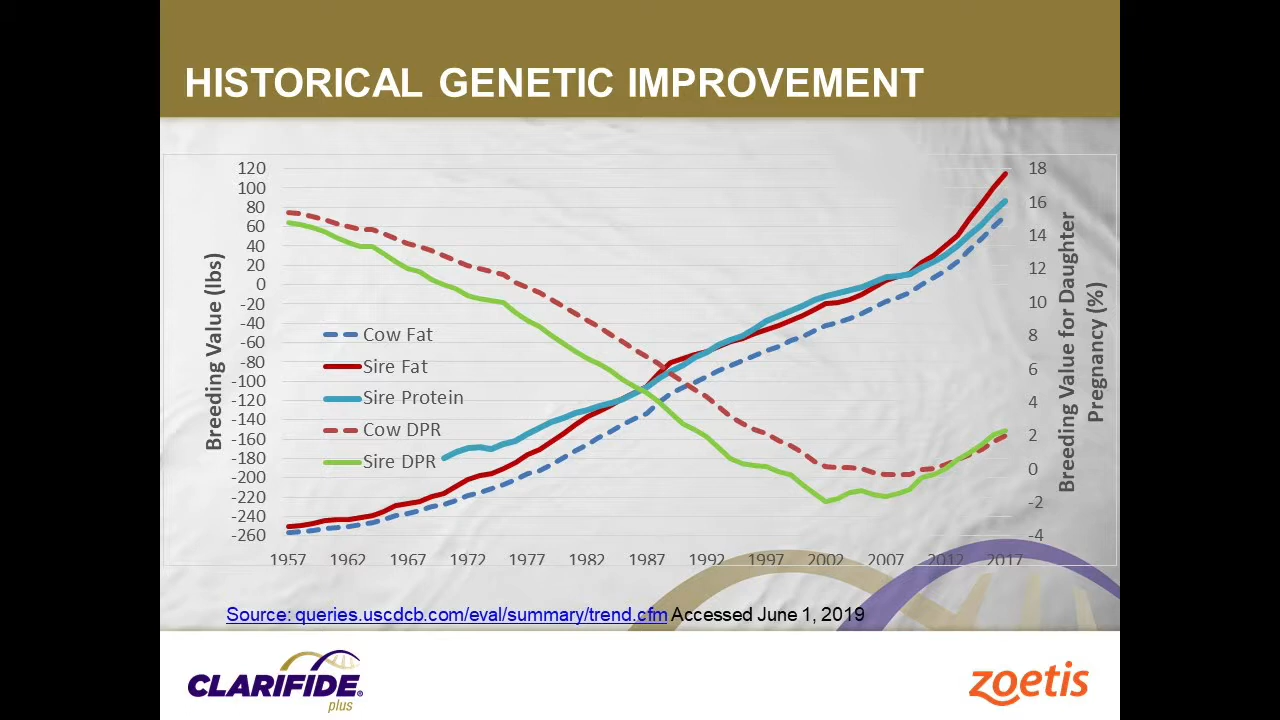 HISTORICAL GENETIC IMPROVEMENT
120
100
80
60
40
20
0
-20
-40
-60
-80
-100
-120
-140
-160
-180
-200
-220
-240
-260
Breeding Value (lbs)
Cow Fat
Sire Fat
Sire Protein
Cow DPR
Sire DPR
18
16
14
12
10
8
6
4
2
0
-2
-4
Breeding Value for Daughter
Pregnancy (%)
1957 1962 1967 1972 1977 1982 1987 1992 1997 2002 2007 2012 2017
Source: queries.uscdcb.com/eval/summary/trend.cfm Accessed June 1, 2019
CLARIFIDE®
plus
zoetis